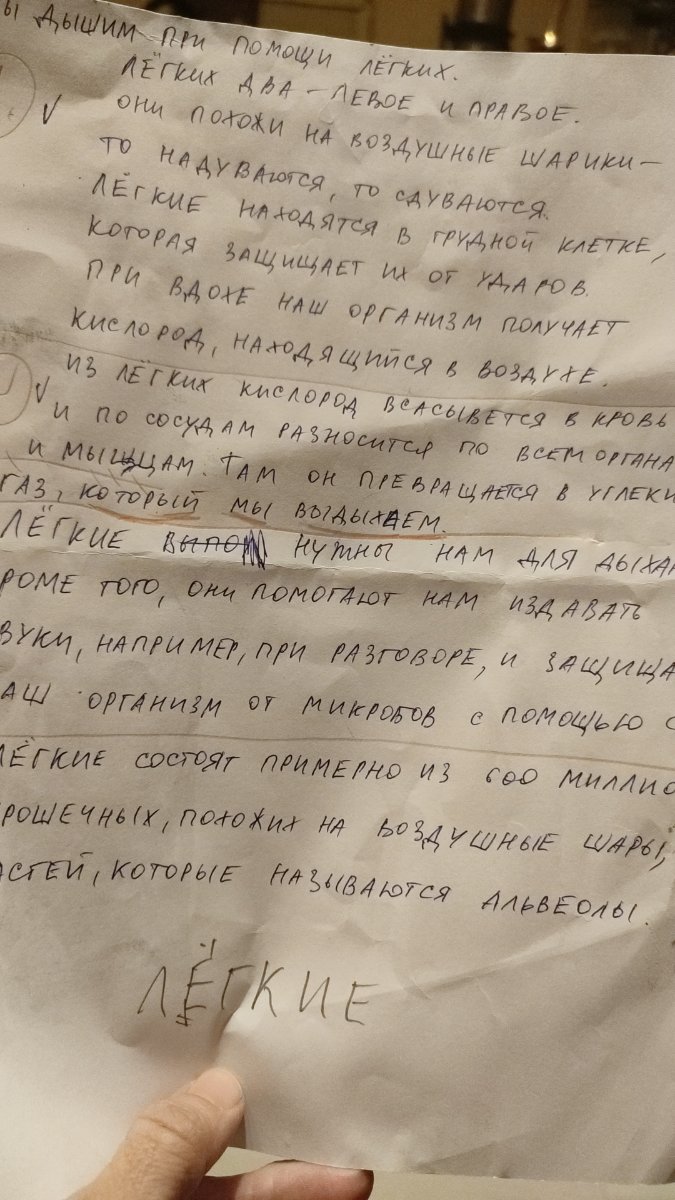 Ы ДЫШИМ ПРИ ПОМОЩИ ЛЁГКИХ.
ЛЁГКИХ ДВА – ЛЕВОЕ И ПРАВОЕ.
ОНИ ПОХОЖИ НА ВОЗДУШНЫЕ ШАРИКИ –
ТО НАДУВАЮТСЯ, ТО СДУВАЮТСЯ.
ЛЁГКИЕ НАХОДЯТСЯ В ГРУДНОЙ КЛЕТКЕ,
КОТОРАЯ ЗАЩИЩАЕТ ИХ ОТ УДАРОВ.
ПРИ ВДОХЕ НАШ ОРГАНИЗМ ПОЛУЧАЕТ
КИСЛОРОД, НАХОДЯЩИЙСЯ В ВОЗДУХЕ.
ИЗ ЛЁГКИХ КИСЛОРОД ВСАСЫВЕТСЯ В КРОВЬ
И ПО СОСУДАМ РАЗНОСИТСЯ ПО ВСЕМ ОРГАНА
И МЫШЦАМ. ТАМ ОН ПРЕВРАЩАЕТСЯ В УГЛЕКИ
ГАЗ, КОТОРЫЙ МЫ ВЫДЫХАЕМ.
ЛЁГКИЕ НУЖНЫ НАМ ДЛЯ ДЫХАН
РОМЕ ТОГО, ОНИ ПОМОГАЮТ НАМ ИЗДАВАТЬ
ВУКИ, НАПРИМЕР, ПРИ РАЗГОВОРЕ, И ЗАЩИЩА
АШ ОРГАНИЗМ ОТ МИКРОБОВ С ПОМОЩЬЮ С
ЛЁГКИЕ СОСТОЯТ ПРИМЕРНО ИЗ 600 МИЛЛИО
РОШЕЧНЫХ, ПОХОЖИХ НА ВОЗДУШНЫЕ ШАРЫ,
АСТЕЙ, КОТОРЫЕ НАЗЫВАЮТСЯ АЛЬВЕОЛЫ.
ЛЁГКИЕ